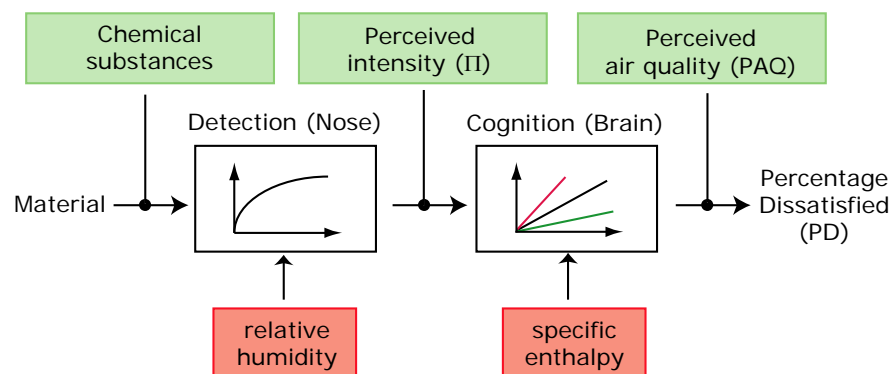 Chemical
substances
Perceived
intensity (Π)
Perceived
air quality (PAQ)
Detection (Nose)
Cognition (Brain)
Material
Percentage
Dissatisfied
(PD)
relative
humidity
specific
enthalpy